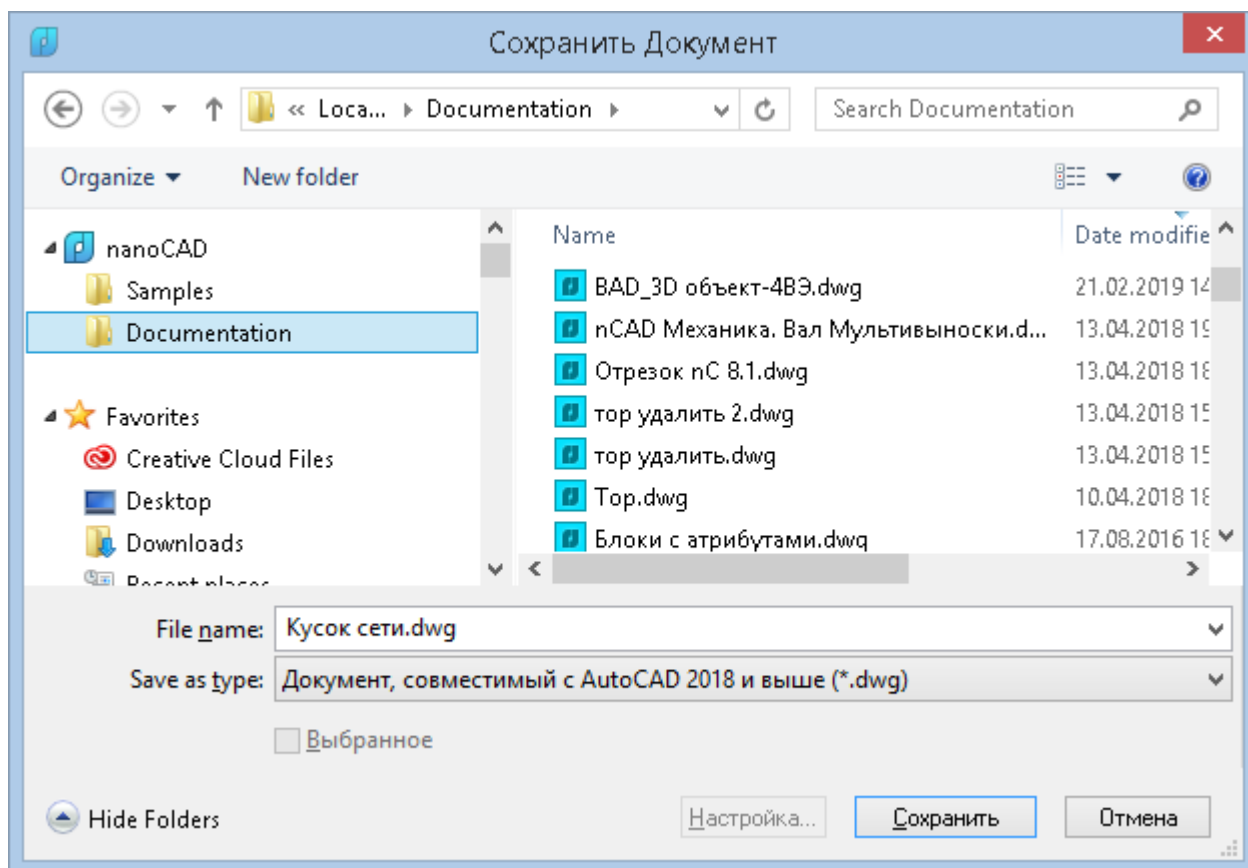 Сохранить Документ
« Loca... Documentation
Search Documentation
Organize
New folder
nanoCAD
Samples
Documentation
Favorites
Creative Cloud Files
Desktop
Downloads
Recent places
Name
Date modifie
BAD_3D объект-4ВЭ.dwg 21.02.2019 14
nCAD Механика. Вал Мультивыноски.d... 13.04.2018 19
Отрезок nC 8.1.dwg 13.04.2018 18
тор удалить 2.dwg 13.04.2018 15
тор удалить.dwg 13.04.2018 15
Тор.dwg 10.04.2018 18
Блоки с атрибутами.dwg 17.08.2016 18
File name: Кусок сети.dwg
Save as type: Документ, совместимый с AutoCAD 2018 и выше (*.dwg)
Выбранное
Hide Folders
Настройка...
Сохранить
Отмена